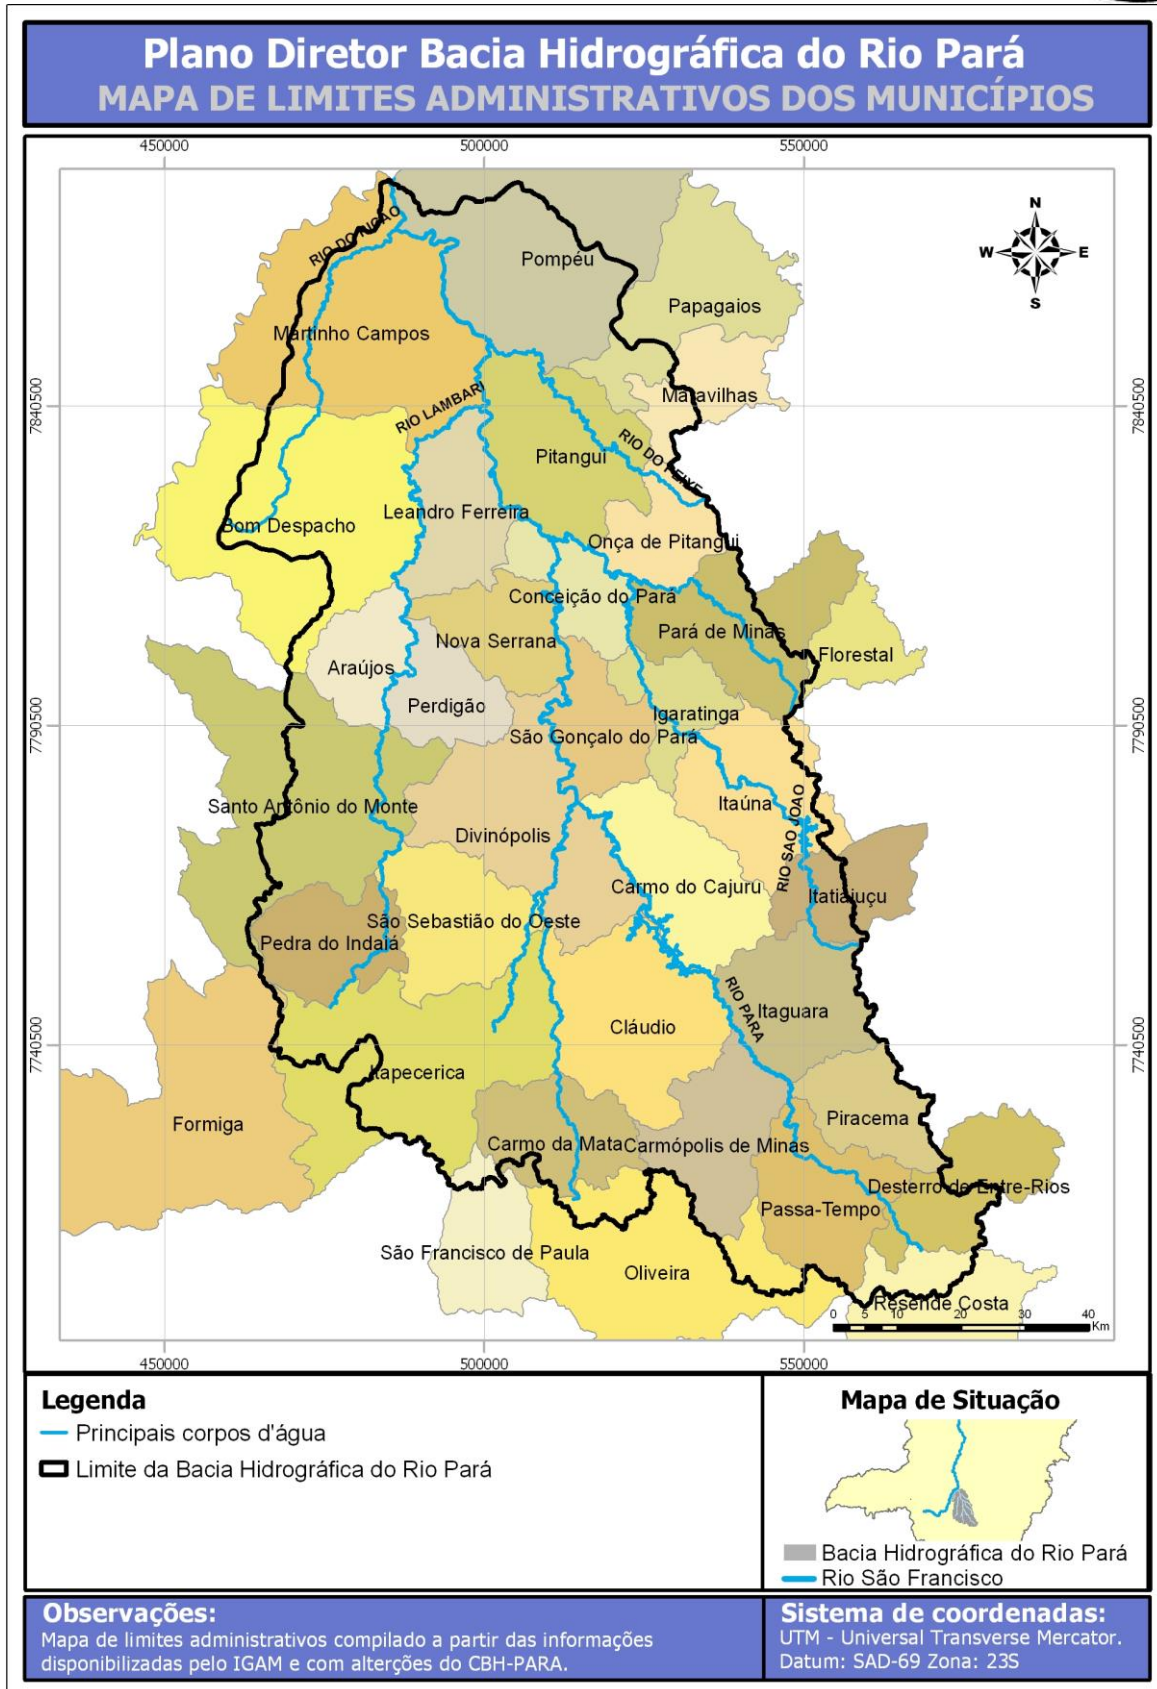 Plano Diretor Bacia Hidrográfica do Rio Pará
MAPA DE LIMITES ADMINISTRATIVOS DOS MUNICÍPIOS
450000
500000
550000
N
W
E
S
RIO DO PICÃO
Pompéu
Papagaios
Martinho Campos
Maravilhas
7840500
7840500
RIO LAMBARI
Pitangui
RIO DO PEIXE
Leandro Ferreira
Bom Despacho
Onça de Pitangui
Conceição do Pará
Nova Serrana
Pará de Minas
Florestal
Araújos
Perdigão
Igaratinga
7790500
7790500
São Gonçalo do Pará
Santo Antônio do Monte
Itaúna
RIO SAO JOAO
Divinópolis
Carmo do Cajuru
Itatiaiuçu
São Sebastião do Oeste
Pedra do Indaiá
RIO PARA
Itaguara
Cláudio
7740500
7740500
Itapecerica
Formiga
Piracema
Carmo da Mata
Carmópolis de Minas
Desterro de Entre-Rios
Passa-Tempo
São Francisco de Paula
Oliveira
Resende Costa
0 5 10 20 30 40
Km
450000
500000
550000
Legenda
Principais corpos d'água
Limite da Bacia Hidrográfica do Rio Pará
Mapa de Situação
Bacia Hidrográfica do Rio Pará
Rio São Francisco
Observações:
Mapa de limites administrativos compilado a partir das informações
disponibilizadas pelo IGAM e com alterções do CBH-PARA.
Sistema de coordenadas:
UTM - Universal Transverse Mercator.
Datum: SAD-69 Zona: 23S